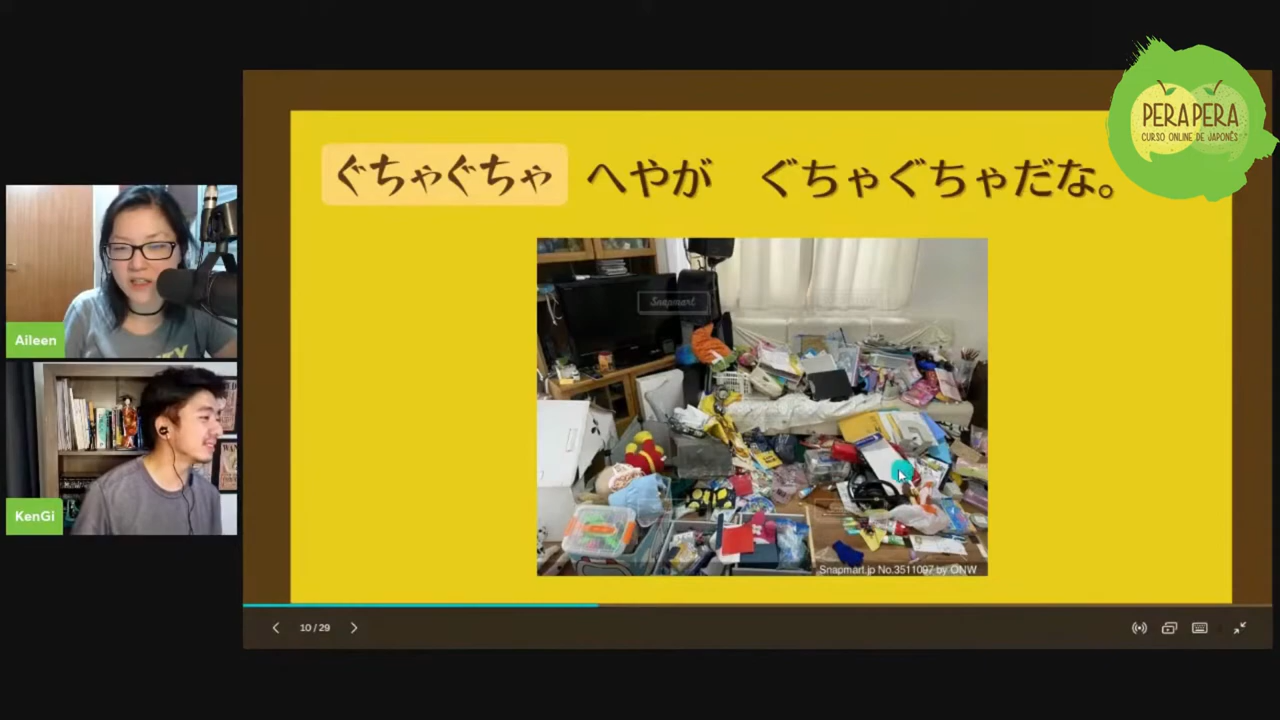 PERA PERA
CURSO ONLINE DE JAPONÊS
ぐちゃぐちゃ
へやが ぐちゃぐちゃだな。
Snapmart
Snapmart.jp No.3511097 by ONW
Aileen
KenGi
10 / 29